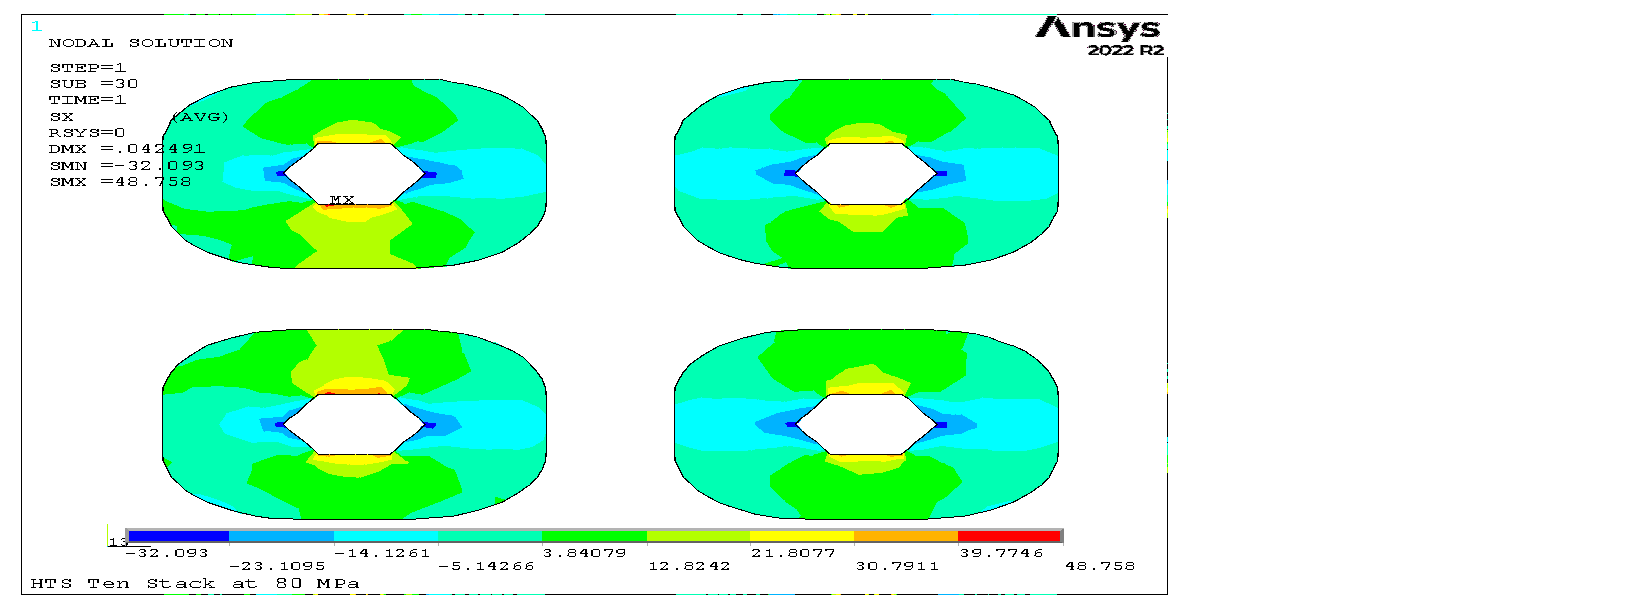 1
NODAL SOLUTION
Ansys
2022 R2
STEP=1
SUB =30
TIME=1
SX (AVG)
RSYS=0
DMX =.042491
SMN =-32.093
SMX =48.758
MX
-32.093 -14.1261 3.84079 21.8077 39.7746
-23.1095 -5.14266 12.8242 30.7911 48.758
HTS Ten Stack at 80 MPa